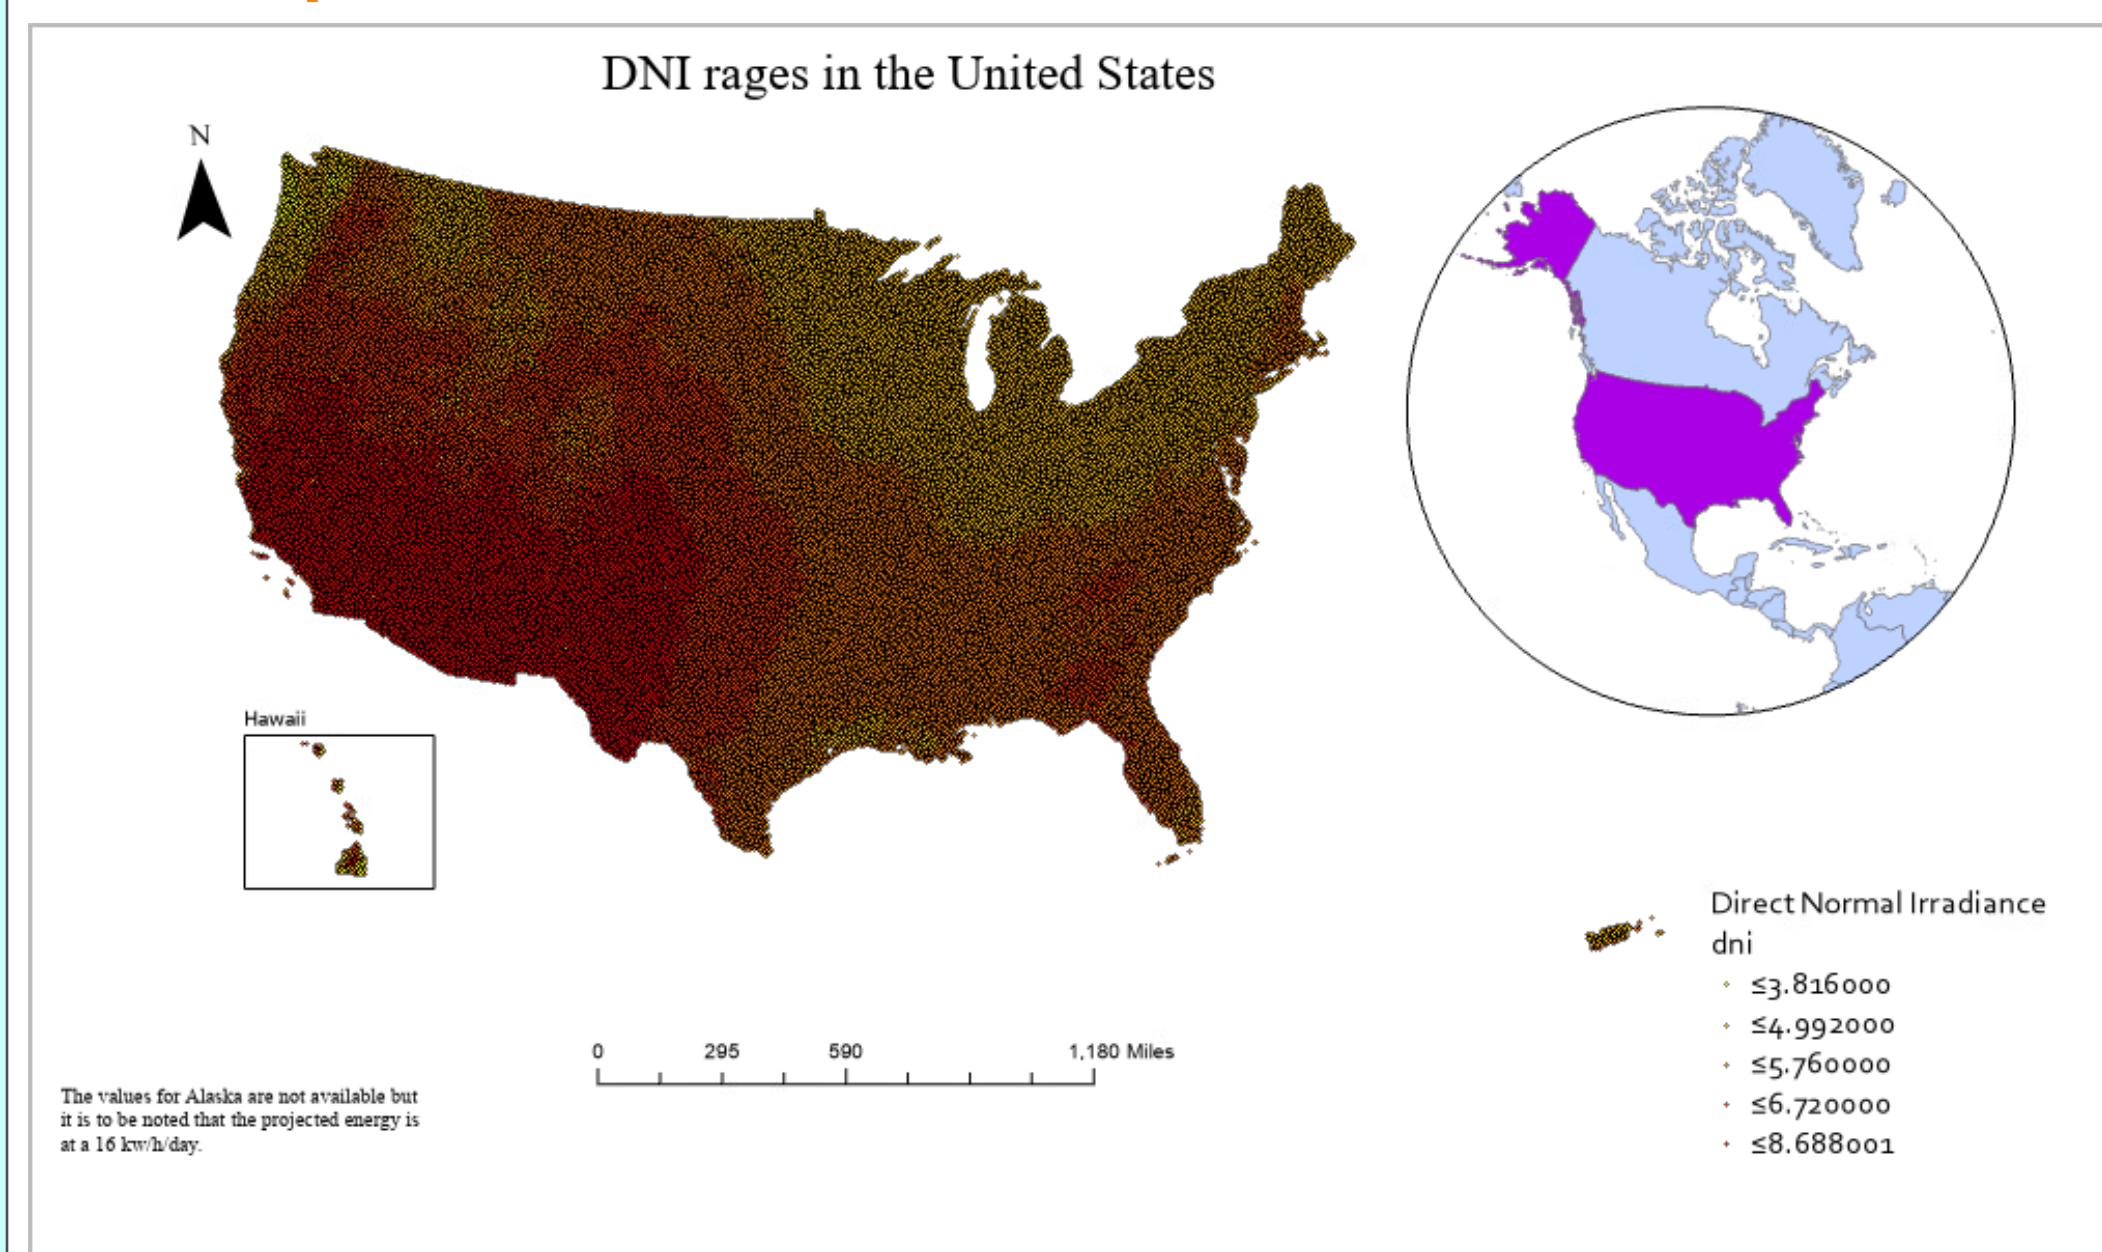 DNI rages in the United States
N
Hawaii
Direct Normal Irradiance
dni
≤3.816000
≤4.992000
≤5.760000
≤6.720000
≤8.688001
0 295 590 1,180 Miles
The values for Alaska are not available but
it is to be noted that the projected energy is
at a 16 kw/h/day.